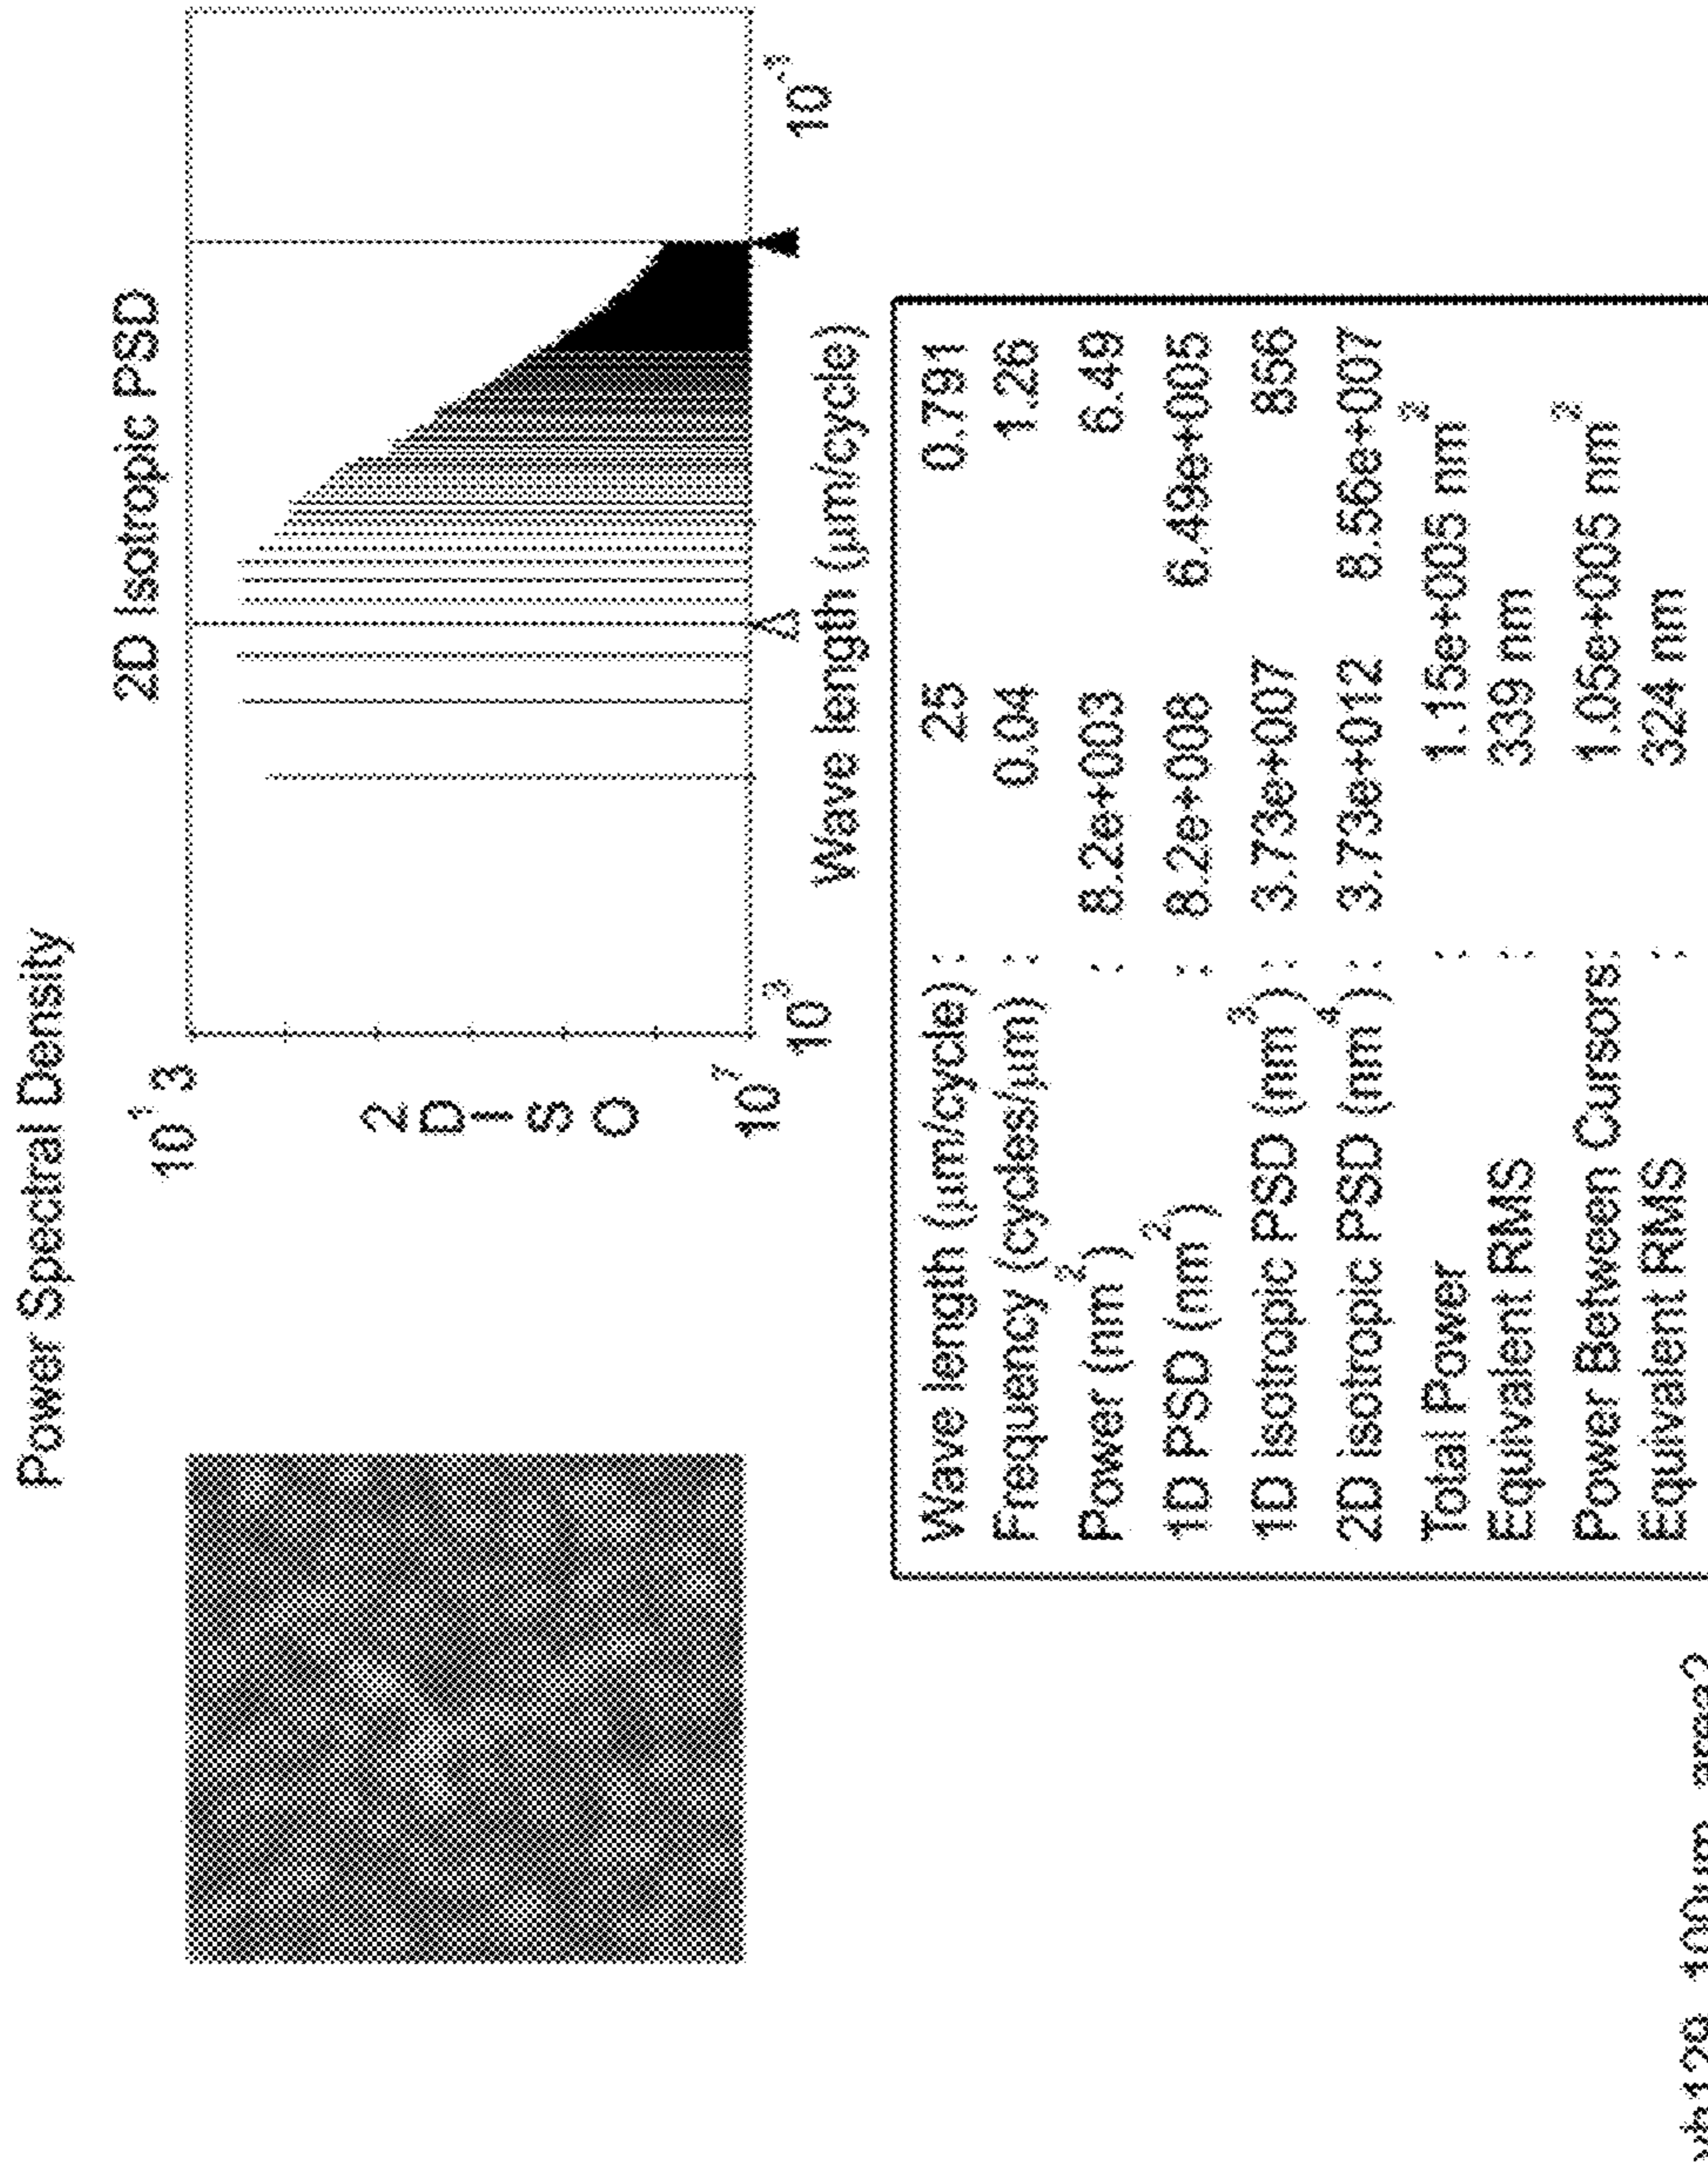 Power Spectral Density
2D Isotropic PSD
10 1 3
2
D
I
S
O
10 7
10 3
10 -1
Wave length (µm/cycle)
Wave length (µm/cycle) : 25 0.791
Frequency (cycles/µm) : 0.04 1.26
Power (nm²) : 8.2e+003 6.49
1D PSD (nm²) : 8.2e+008 6.49e+005
1D isotropic PSD (nm³) : 3.73e+007 856
2D isotropic PSD (nm⁴) : 3.73e+012 8.56e+007
Total Power : 1.15e+005 nm²
Equivalent RMS : 339 nm
Power Between Cursors: 1.05e+005 nm²
Equivalent RMS : 324 nm
100um